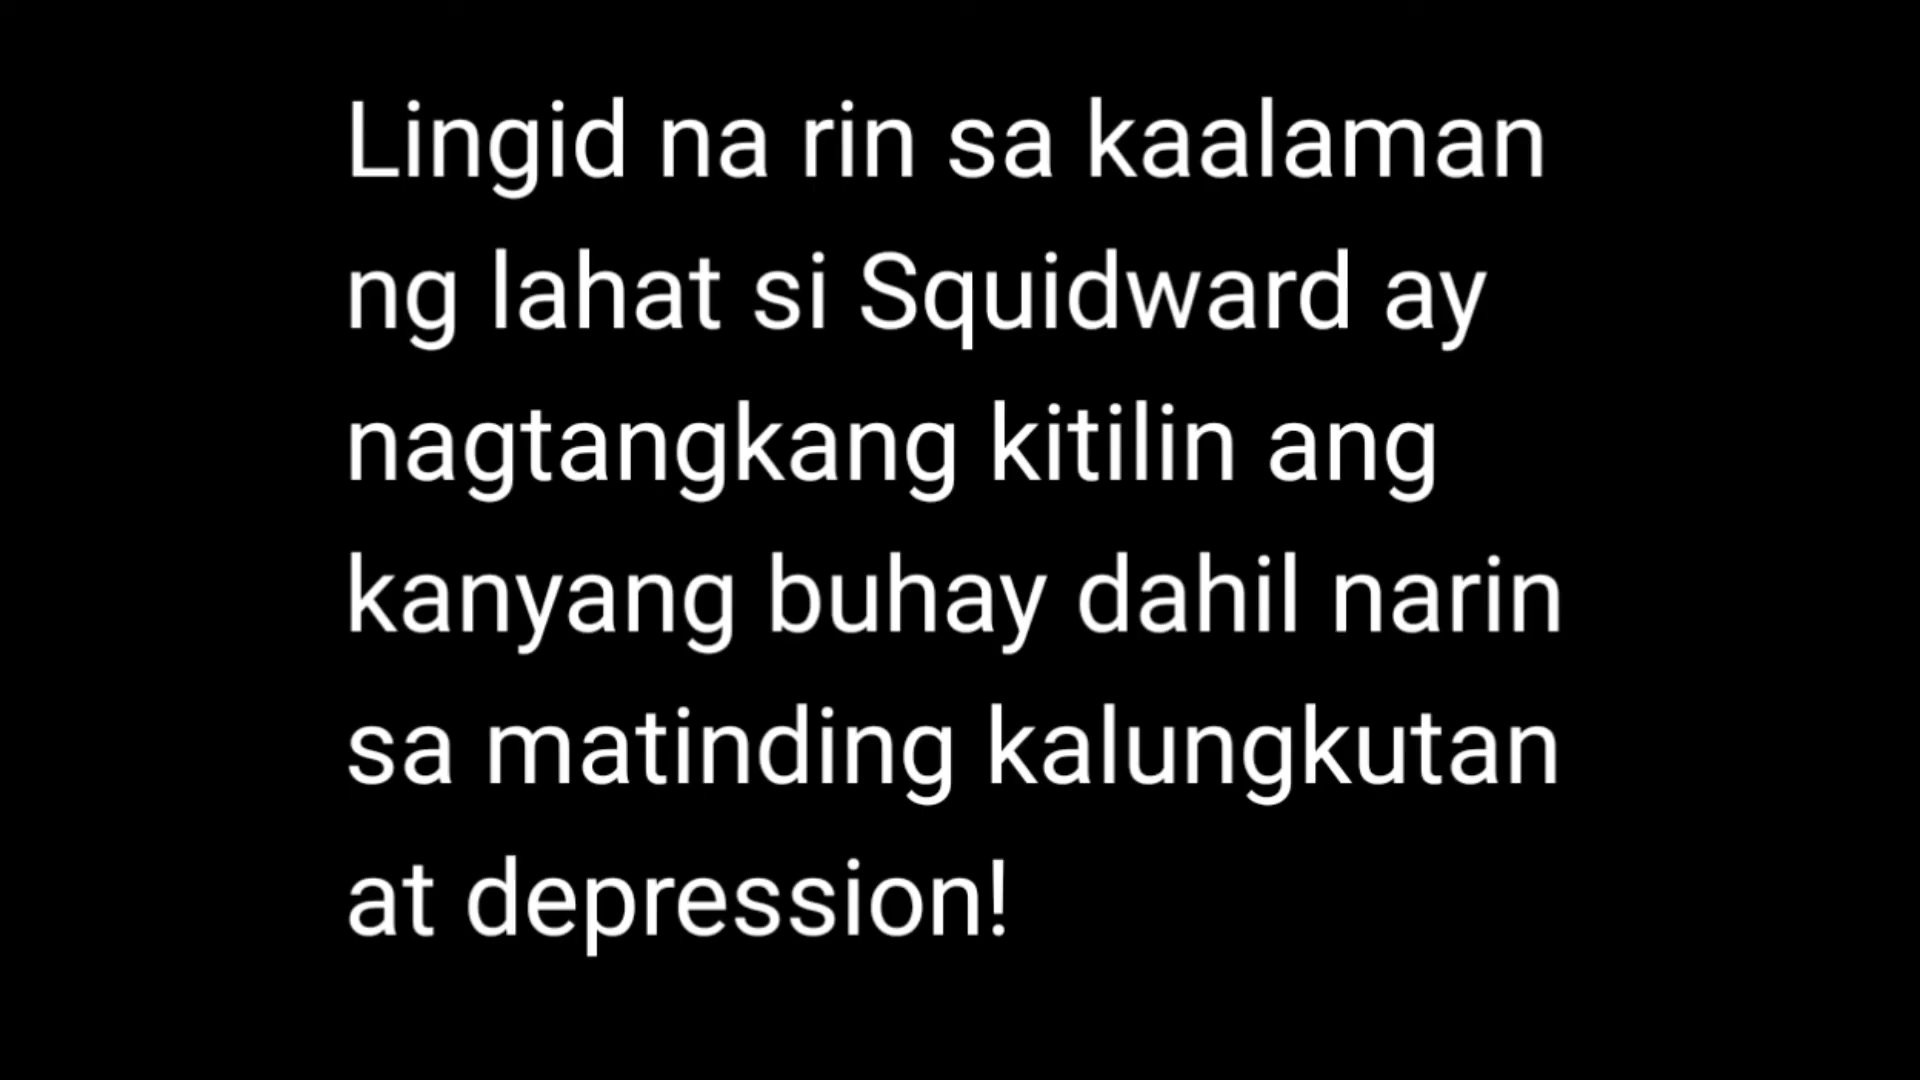 Lingid na rin sa kaalaman
ng lahat si Squidward ay
nagtangkang kitilin ang
kanyang buhay dahil narin
sa matinding kalungkutan
at depression!